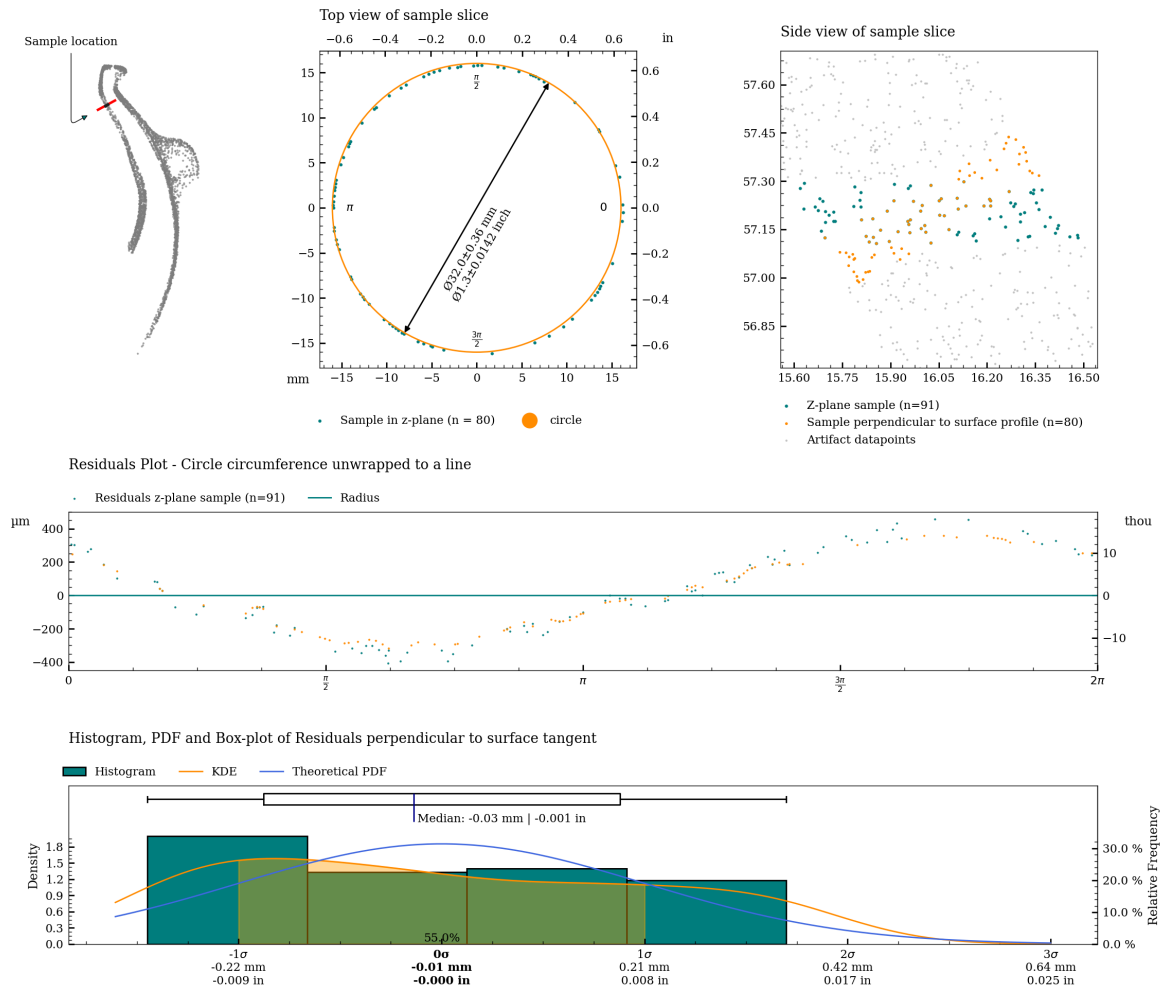 Sample location
Top view of sample slice
−0.6 −0.4 −0.2 0.0 0.2 0.4 0.6 in
15 10 5 0 −5 −10 −15
0.6 0.4 0.2 0.0 −0.2 −0.4 −0.6
π/2
π
0
3π/2
Ø32.0±0.36 mm
Ø1.3±0.0142 inch
mm −15 −10 −5 0 5 10 15
Sample in z-plane (n = 80) circle
Side view of sample slice
57.60
57.45
57.30
57.15
57.00
56.85
15.60 15.75 15.90 16.05 16.20 16.35 16.50
Z-plane sample (n=91)
Sample perpendicular to surface profile (n=80)
Artifact datapoints
Residuals Plot - Circle circumference unwrapped to a line
Residuals z-plane sample (n=91) Radius
µm thou
400
200
0
−200
−400
10
0
−10
0 π/2 π 3π/2 2π
Histogram, PDF and Box-plot of Residuals perpendicular to surface tangent
Histogram KDE Theoretical PDF
Median: -0.03 mm | -0.001 in
Density
1.8
1.5
1.2
0.9
0.6
0.3
0.0
Relative Frequency
30.0 %
20.0 %
10.0 %
0.0 %
55.0%
-1σ 0σ 1σ 2σ 3σ
-0.22 mm -0.01 mm 0.21 mm 0.42 mm 0.64 mm
-0.009 in -0.000 in 0.008 in 0.017 in 0.025 in